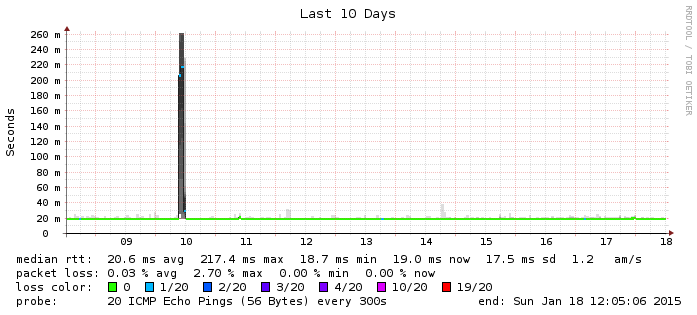 Last 10 Days
RRDTOOL / TOBI OETIKER
Seconds
260 m
240 m
220 m
200 m
180 m
160 m
140 m
120 m
100 m
80 m
60 m
40 m
20 m
0
09 10 11 12 13 14 15 16 17 18
median rtt: 20.6 ms avg 217.4 ms max 18.7 ms min 19.0 ms now 17.5 ms sd 1.2 am/s
packet loss: 0.03 % avg 2.70 % max 0.00 % min 0.00 % now
loss color: 0 1/20 2/20 3/20 4/20 10/20 19/20
probe: 20 ICMP Echo Pings (56 Bytes) every 300s end: Sun Jan 18 12:05:06 2015